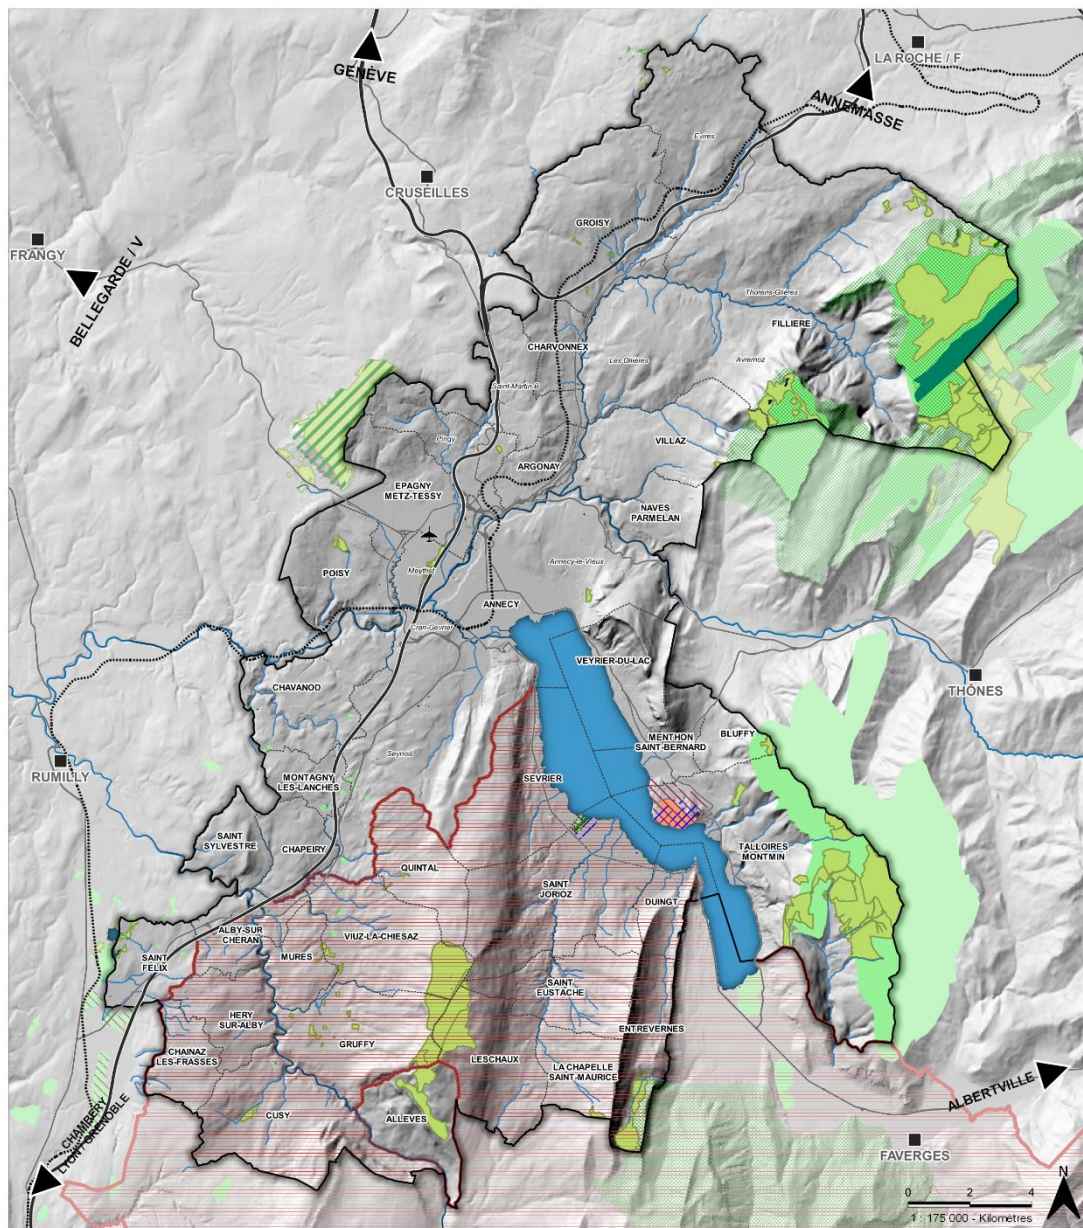 GENÈVE
LA ROCHE / F
ANNEMASSE
Evires
CRUSEILLES
GROISY
FRANGY
BELLEGARDE / V
Thorens-Glières
FILLIERE
CHARVONNEX
Les Ollières
Aviernoz
Saint-Martin-B
Pringy
VILLAZ
ARGONAY
EPAGNY
METZ-TESSY
NAVES
PARMELAN
POISY
Meythet
Annecy-le-Vieux
ANNECY
Cran-Gevrier
VEYRIER-DU-LAC
CHAVANOD
THÔNES
BLUFFY
MENTHON
SAINT-BERNARD
Seynod
RUMILLY
MONTAGNY
LES-LANCHES
SEVRIER
SAINT
SYLVESTRE
CHAPEIRY
TALLOIRES
MONTMIN
QUINTAL
SAINT
JORIOZ
DUINGT
ALBY-SUR
CHERAN
VIUZ-LA-CHIESAZ
MURES
SAINT
FELIX
SAINT
EUSTACHE
HERY
SUR-ALBY
ENTREVERNES
GRUFFY
CHAINAZ
LES-FRASSES
LESCHAUX
LA CHAPELLE
SAINT-MAURICE
ALBERTVILLE
CHAMBERY
LYON / GRENOBLE
CUSY
ALLEVES
FAVERGES
N
0 2 4
1 : 175 000 - Kilomètres